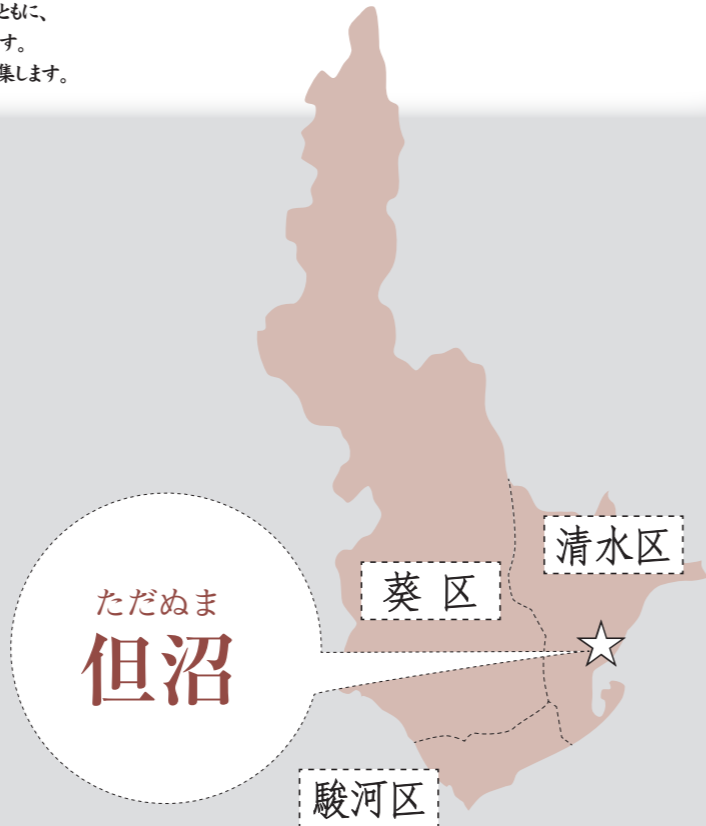 ともに、
す。
集します。
清水区
葵区
ただぬま
但沼
駿河区